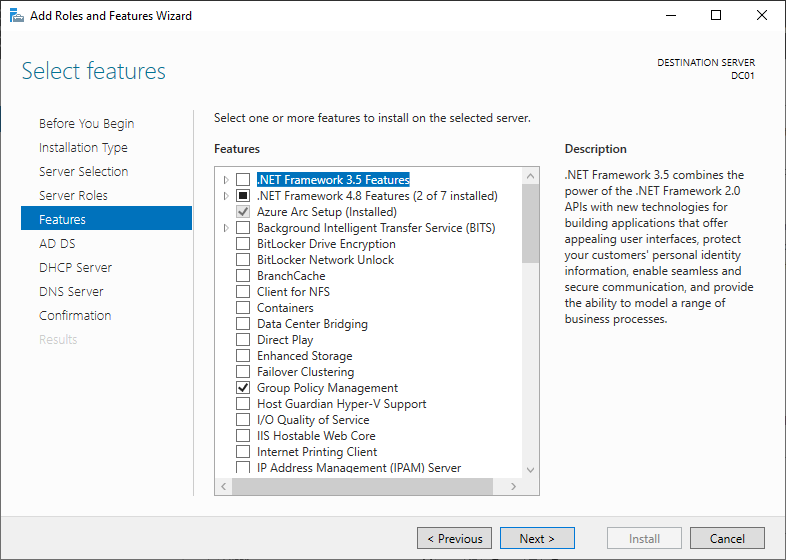 Add Roles and Features Wizard
Select features
DESTINATION SERVER
DC01
Before You Begin
Installation Type
Server Selection
Server Roles
Features
AD DS
DHCP Server
DNS Server
Confirmation
Results
Select one or more features to install on the selected server.
Features
.NET Framework 3.5 Features
.NET Framework 4.8 Features (2 of 7 installed)
Azure Arc Setup (Installed)
Background Intelligent Transfer Service (BITS)
BitLocker Drive Encryption
BitLocker Network Unlock
BranchCache
Client for NFS
Containers
Data Center Bridging
Direct Play
Enhanced Storage
Failover Clustering
Group Policy Management
Host Guardian Hyper-V Support
I/O Quality of Service
IIS Hostable Web Core
Internet Printing Client
IP Address Management (IPAM) Server
Description
.NET Framework 3.5 combines the
power of the .NET Framework 2.0
APIs with new technologies for
building applications that offer
appealing user interfaces, protect
your customers' personal identity
information, enable seamless and
secure communication, and provide
the ability to model a range of
business processes.
< Previous
Next >
Install
Cancel